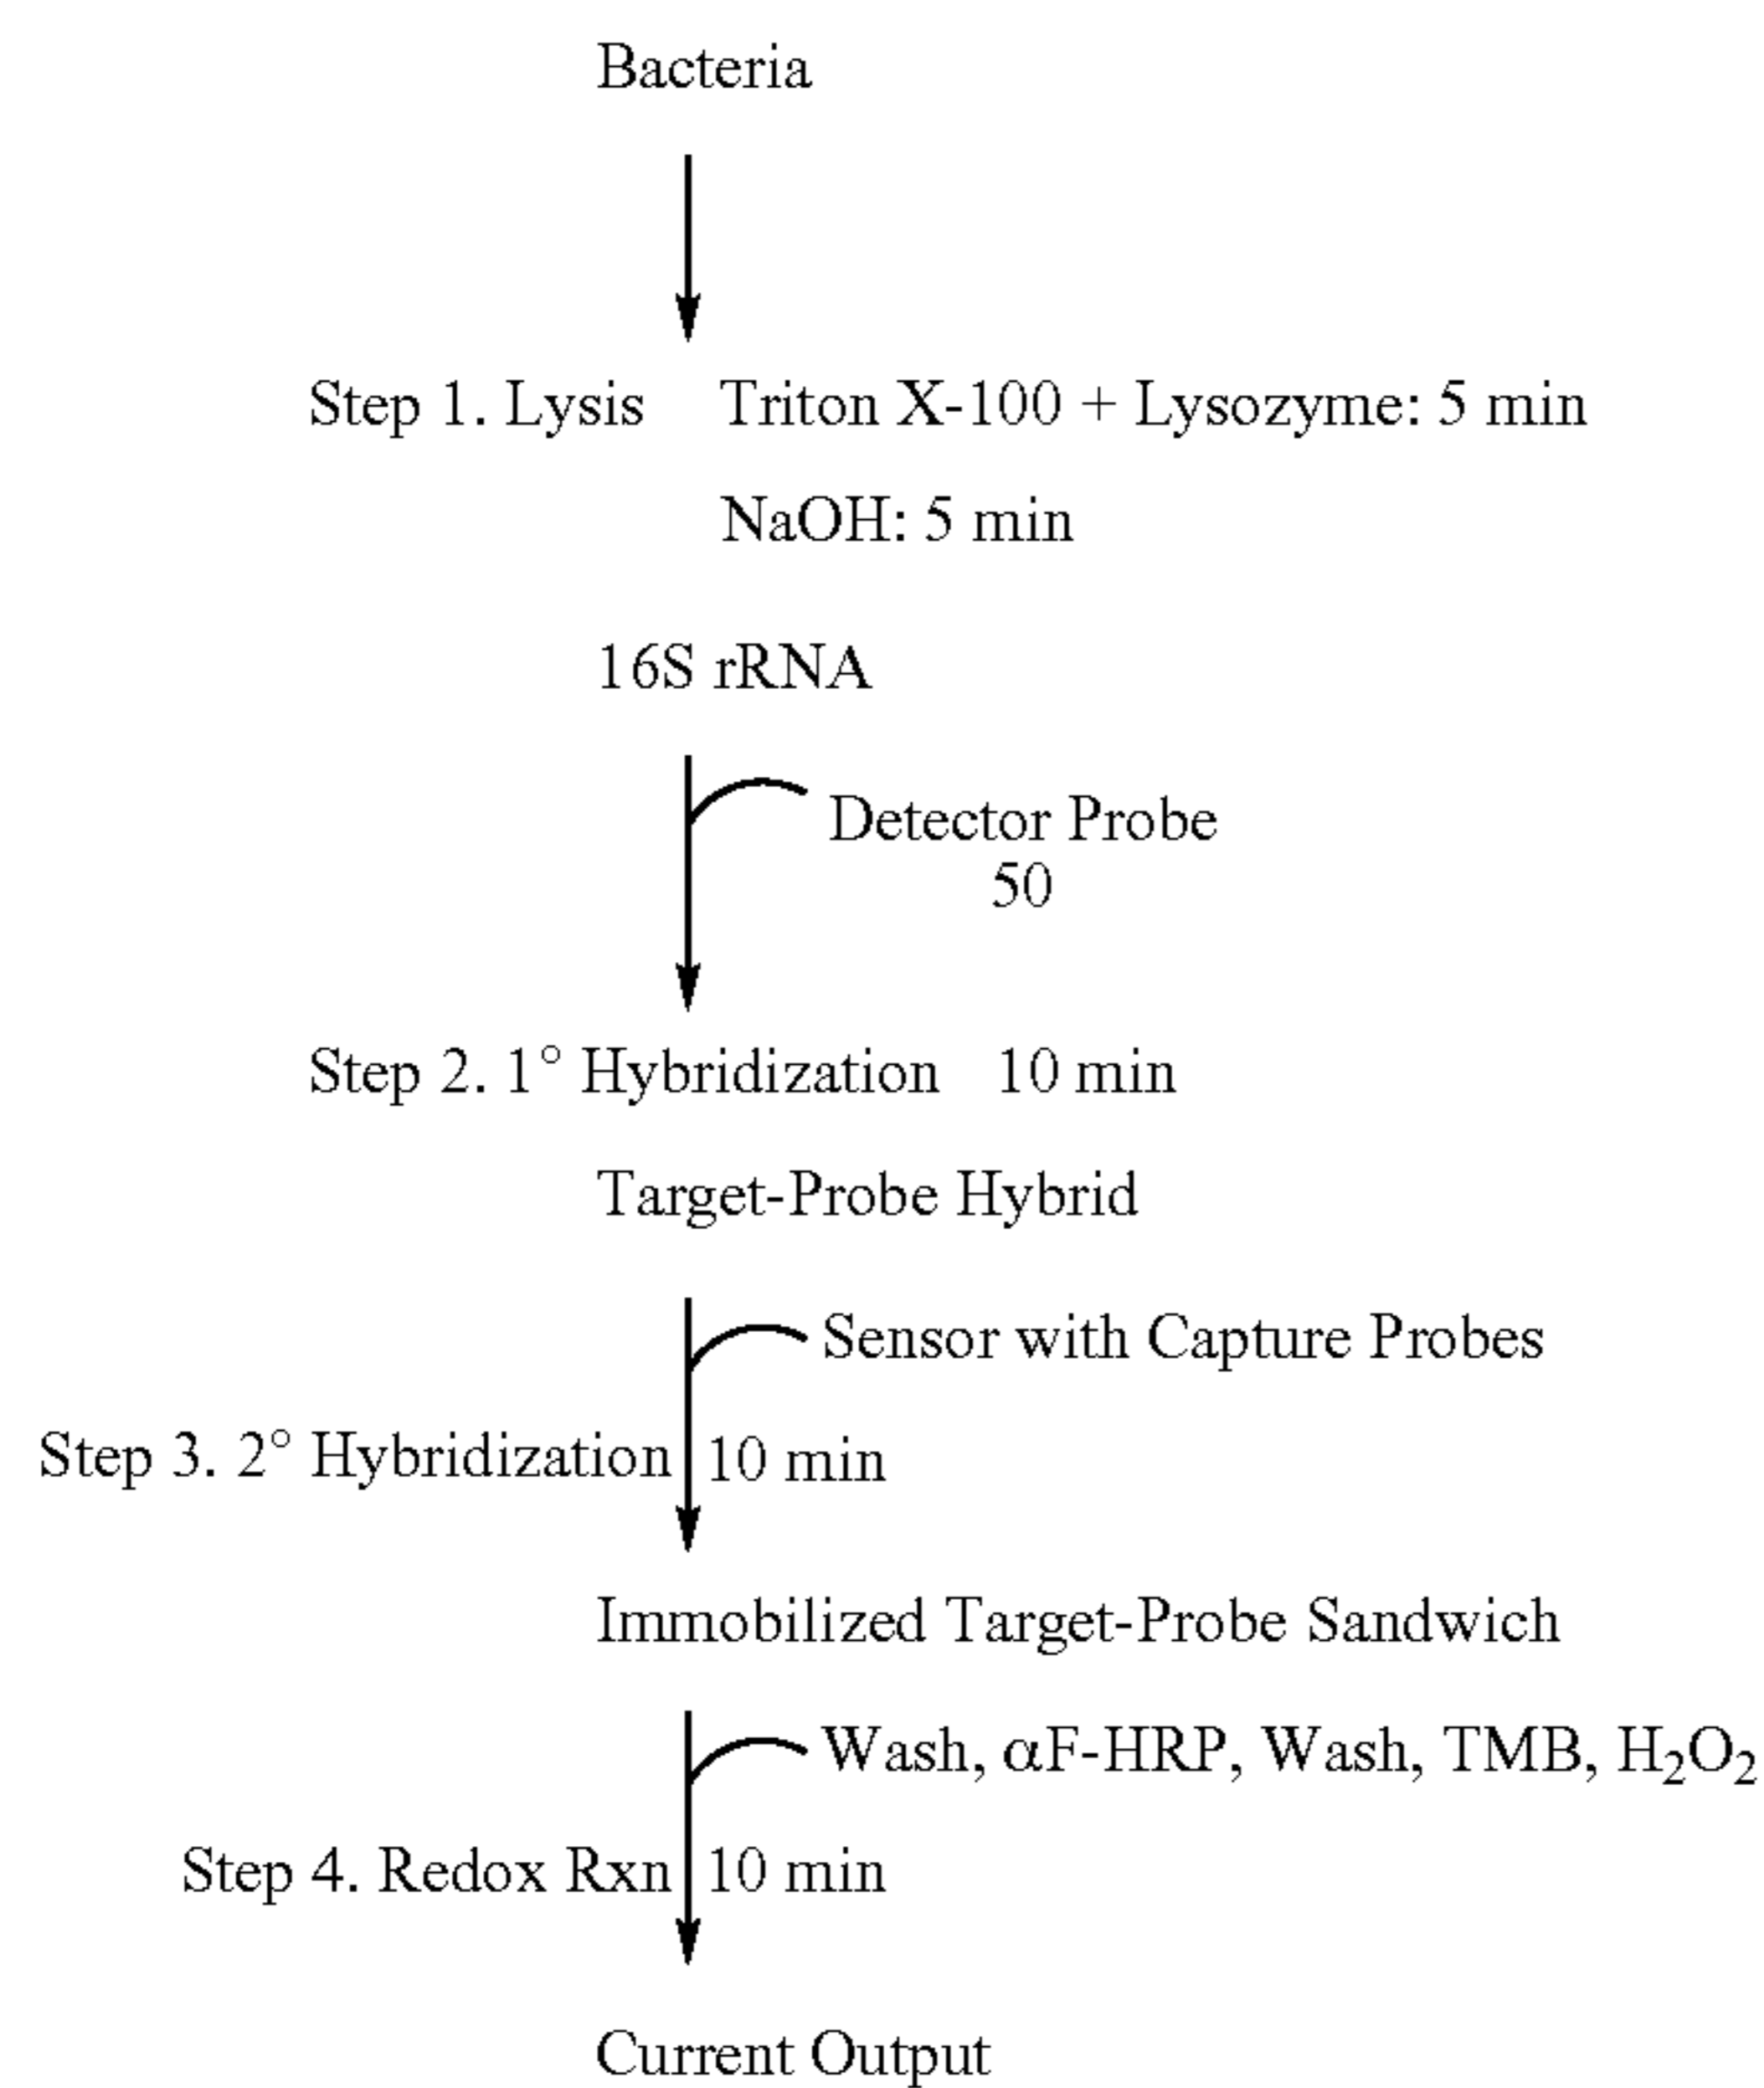 Bacteria
Step 1. Lysis Triton X-100 + Lysozyme: 5 min
NaOH: 5 min
16S rRNA
Detector Probe
50
Step 2. 1° Hybridization 10 min
Target-Probe Hybrid
Sensor with Capture Probes
Step 3. 2° Hybridization 10 min
Immobilized Target-Probe Sandwich
Wash, αF-HRP, Wash, TMB, H₂O₂
Step 4. Redox Rxn 10 min
Current Output